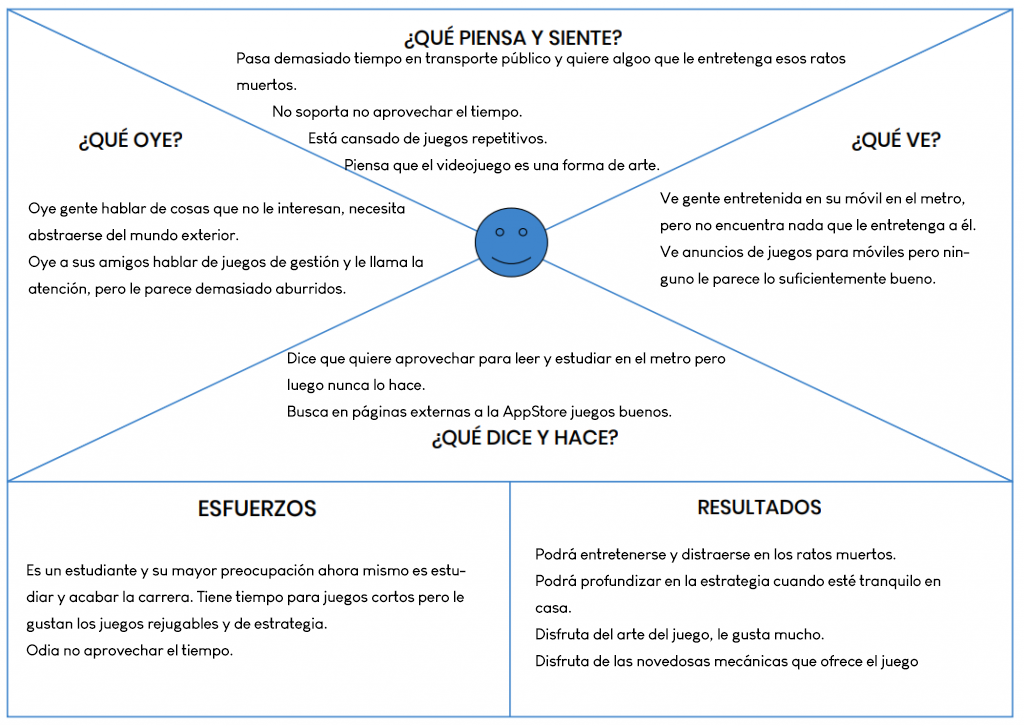 ¿QUÉ PIENSA Y SIENTE?
Pasa demasiado tiempo en transporte público y quiere algoo que le entretenga esos ratos
muertos.
No soporta no aprovechar el tiempo.
Está cansado de juegos repetitivos.
Piensa que el videojuego es una forma de arte.
¿QUÉ OYE?
Oye gente hablar de cosas que no le interesan, necesita
abstraerse del mundo exterior.
Oye a sus amigos hablar de juegos de gestión y le llama la
atención, pero le parece demasiado aburridos.
¿QUÉ VE?
Ve gente entretenida en su móvil en el metro,
pero no encuentra nada que le entretenga a él.
Ve anuncios de juegos para móviles pero nin-
guno le parece lo suficientemente bueno.
Dice que quiere aprovechar para leer y estudiar en el metro pero
luego nunca lo hace.
Busca en páginas externas a la AppStore juegos buenos.
¿QUÉ DICE Y HACE?
ESFUERZOS
Es un estudiante y su mayor preocupación ahora mismo es estu-
diar y acabar la carrera. Tiene tiempo para juegos cortos pero le
gustan los juegos rejugables y de estrategia.
Odia no aprovechar el tiempo.
RESULTADOS
Podrá entretenerse y distraerse en los ratos muertos.
Podrá profundizar en la estrategia cuando esté tranquilo en
casa.
Disfruta del arte del juego, le gusta mucho.
Disfruta de las novedosas mecánicas que ofrece el juego